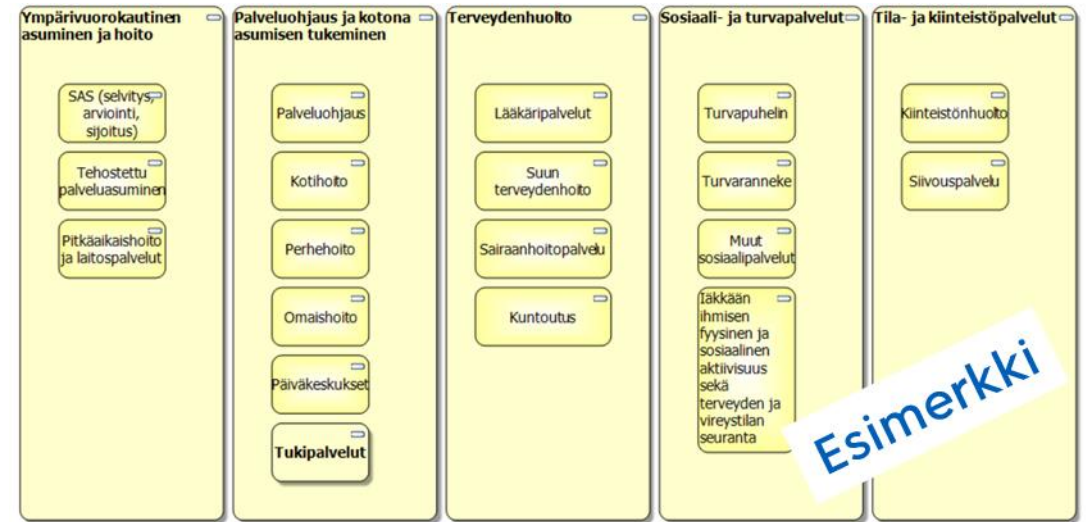 Ympärivuorokautinen
asuminen ja hoito
SAS (selvitys,
arviointi,
sijoitus)
Tehostettu
palveluasuminen
Pitkäaikaishoito
ja laitospalvelut
Palveluohjaus ja kotona
asumisen tukeminen
Palveluohjaus
Kotihoito
Perhehoito
Omaishoito
Päiväkeskukset
Tukipalvelut
Terveydenhuolto
Lääkäripalvelut
Suun
terveydenhoito
Sairaanhoitopalvelu
Kuntoutus
Sosiaali- ja turvapalvelut
Turvapuhelin
Turvaranneke
Muut
sosiaalipalvelut
Iäkkään
ihmisen
fyysinen ja
sosiaalinen
aktiivisuus
sekä
terveyden ja
vireystilan
seuranta
Tila- ja kiinteistöpalvelut
Kiinteistönhuolto
Siivouspalvelu
Esimerkki